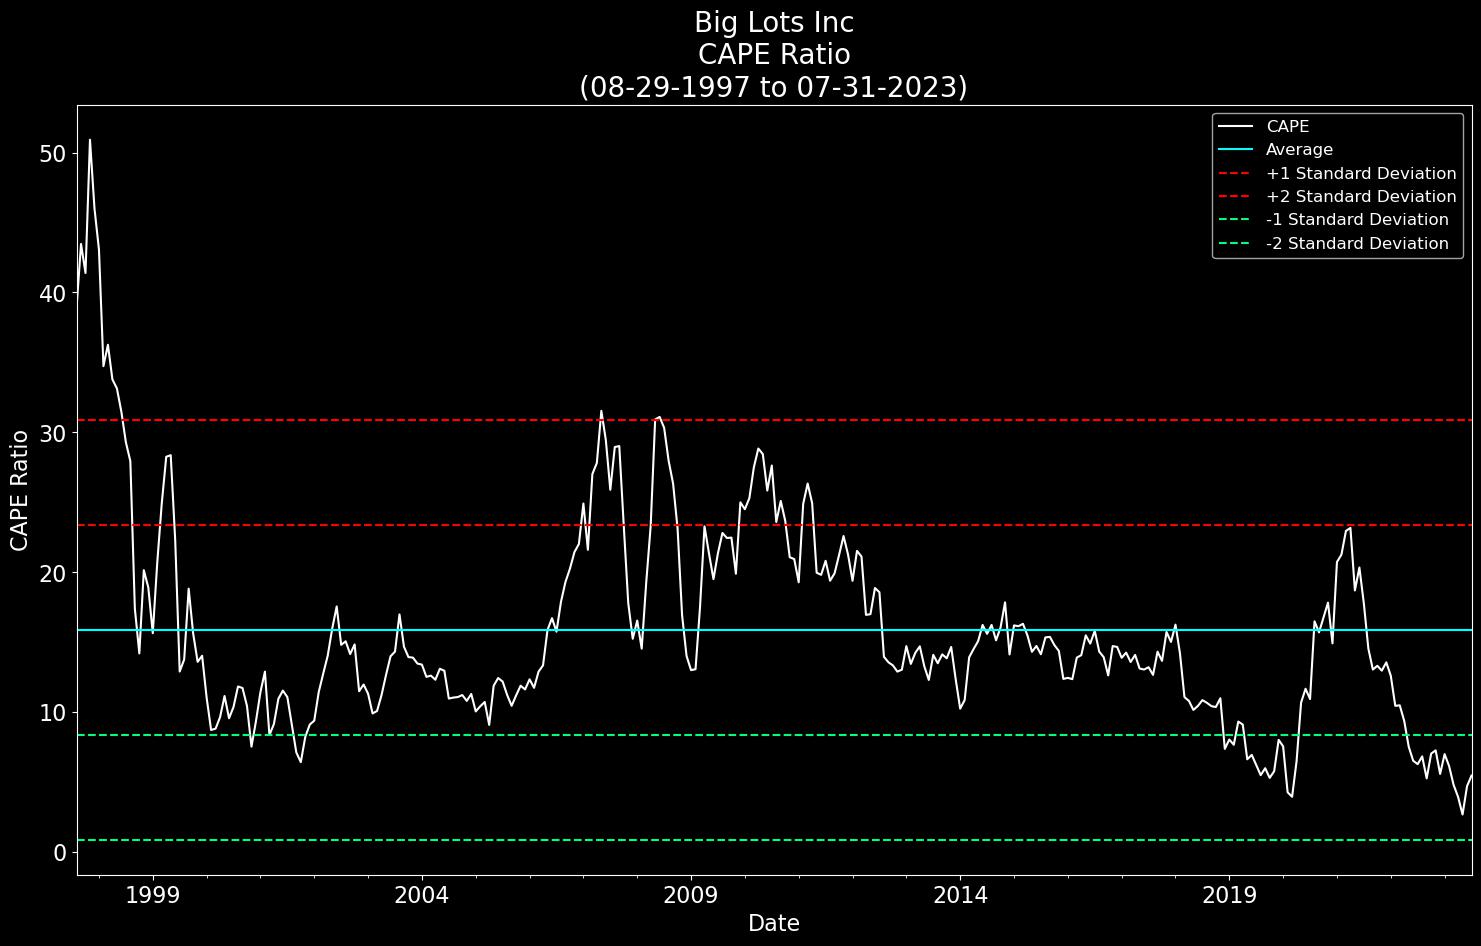 Big Lots Inc
CAPE Ratio
(08-29-1997 to 07-31-2023)
CAPE
Average
+1 Standard Deviation
+2 Standard Deviation
-1 Standard Deviation
-2 Standard Deviation
50
40
30
20
10
0
CAPE Ratio
1999 2004 2009 2014 2019
Date